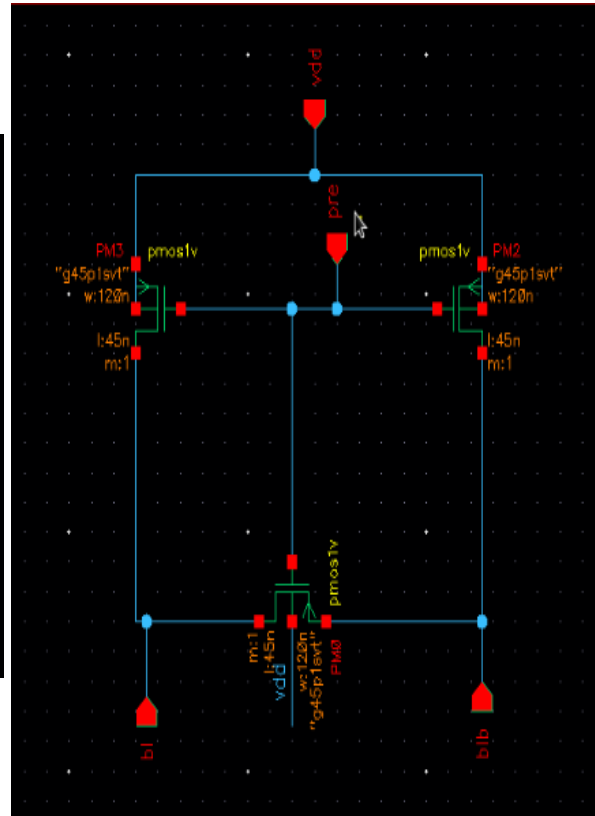 vdd
pre
PM3 pmos1v
"g45p1svt"
w:120n
l:45n
m:1
pmos1v PM2
"g45p1svt"
w:120n
l:45n
m:1
pmos1v
m:1
l:45n
vdd
w:120n
"g45p1svt"
PM0
bl
blb